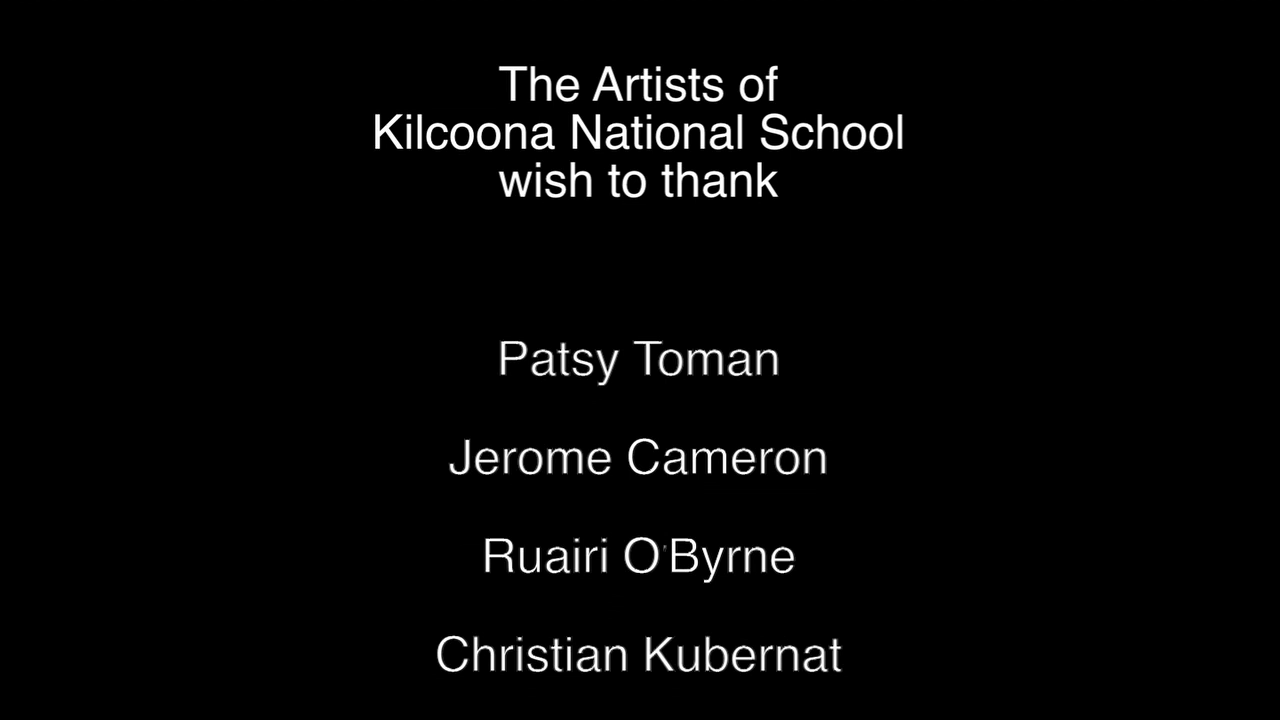 The Artists of
Kilcoona National School
wish to thank
Patsy Toman
Jerome Cameron
Ruairi O'Byrne
Christian Kubernat